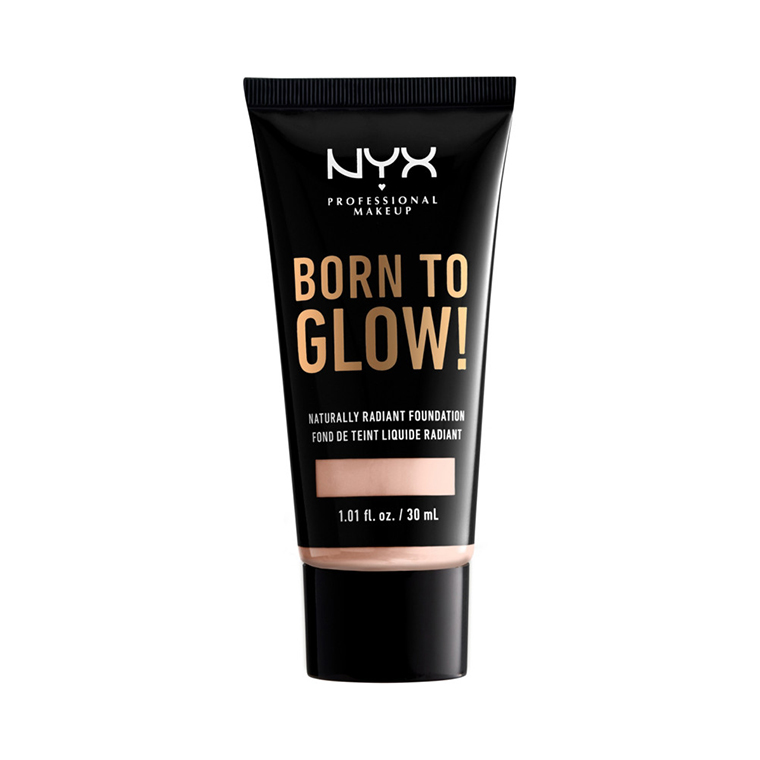 NYX
PROFESSIONAL
MAKEUP
BORN TO
GLOW!
NATURALLY RADIANT FOUNDATION
FOND DE TEINT LIQUIDE RADIANT
1.01 fl. oz. / 30 mL